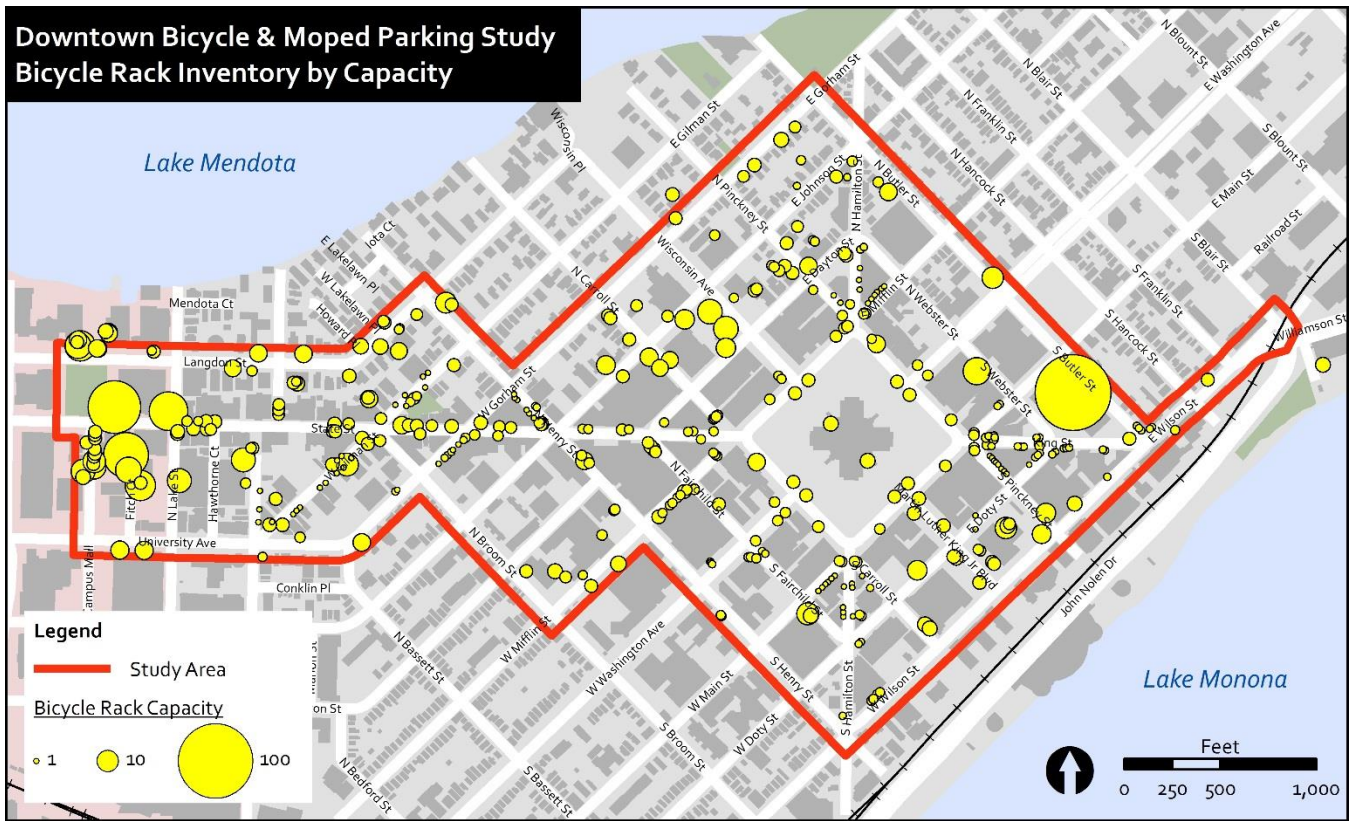 Downtown Bicycle & Moped Parking Study
Bicycle Rack Inventory by Capacity
Lake Mendota
Wisconsin Pl
E Gilman St
E Gorham St
N Blount St
E Washington Ave
N Blair St
N Franklin St
S Blount St
N Hancock St
E Main St
Railroad St
N Pinckney St
E Johnson St
N Hamilton St
N Butler St
Iota Ct
E Lakelawn Pl
W Lakelawn Pl
Wisconsin Ave
E Dayton St
S Blair St
Mendota Ct
N Carroll St
E Mifflin St
N Webster St
S Franklin St
S Hancock St
Williamson St
Langdon St
S Butler St
S Webster St
W Gorham St
State St
E Wilson St
N Henry St
King St
Hawthorne Ct
N Lake St
N Fairchild St
S Pinckney St
E Doty St
Martin Luther King Jr Blvd
University Ave
N Broom St
John Nolen Dr
Conklin Pl
S Fairchild St
S Carroll St
N Bassett St
W Mifflin St
W Washington Ave
S Henry St
S Hamilton St
W Wilson St
W Main St
W Doty St
S Broom St
N Bedford St
S Bassett St
Lake Monona
Legend
Study Area
Bicycle Rack Capacity
1
10
100
Feet
0 250 500 1,000